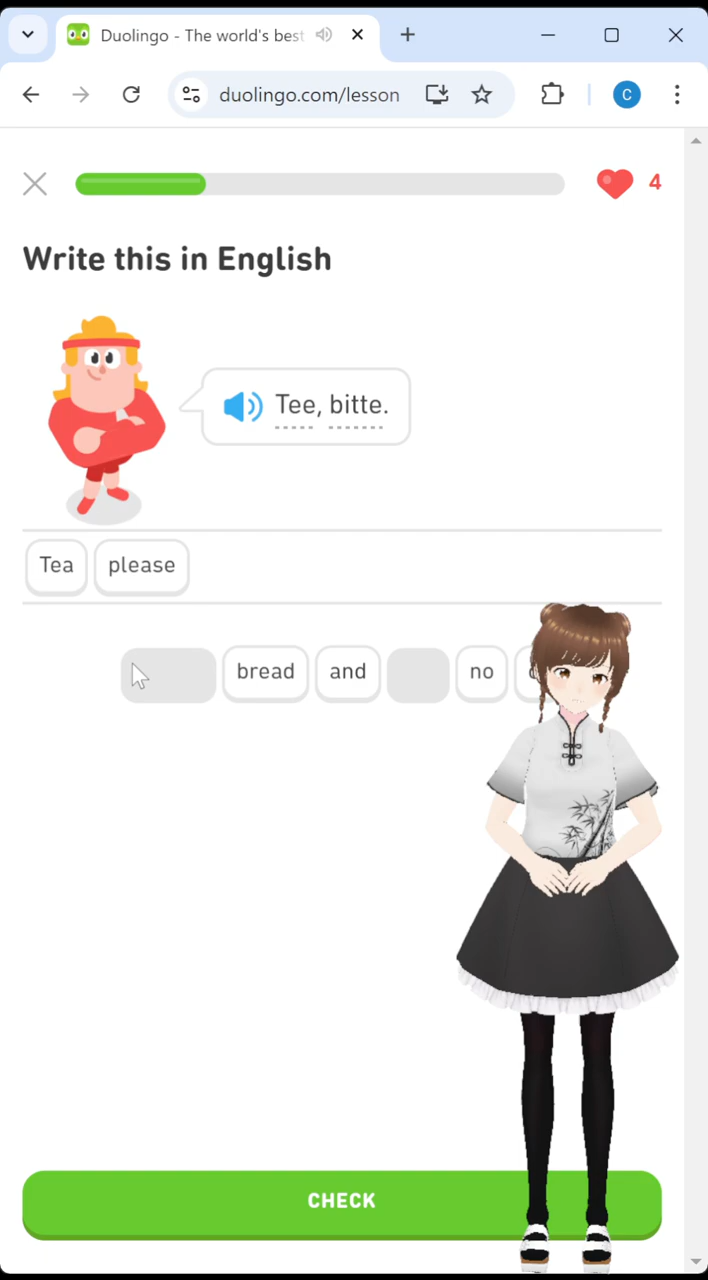 Duolingo - The world's best
duolingo.com/lesson
C
4
Write this in English
Tee, bitte.
Tea please
bread and no
CHECK